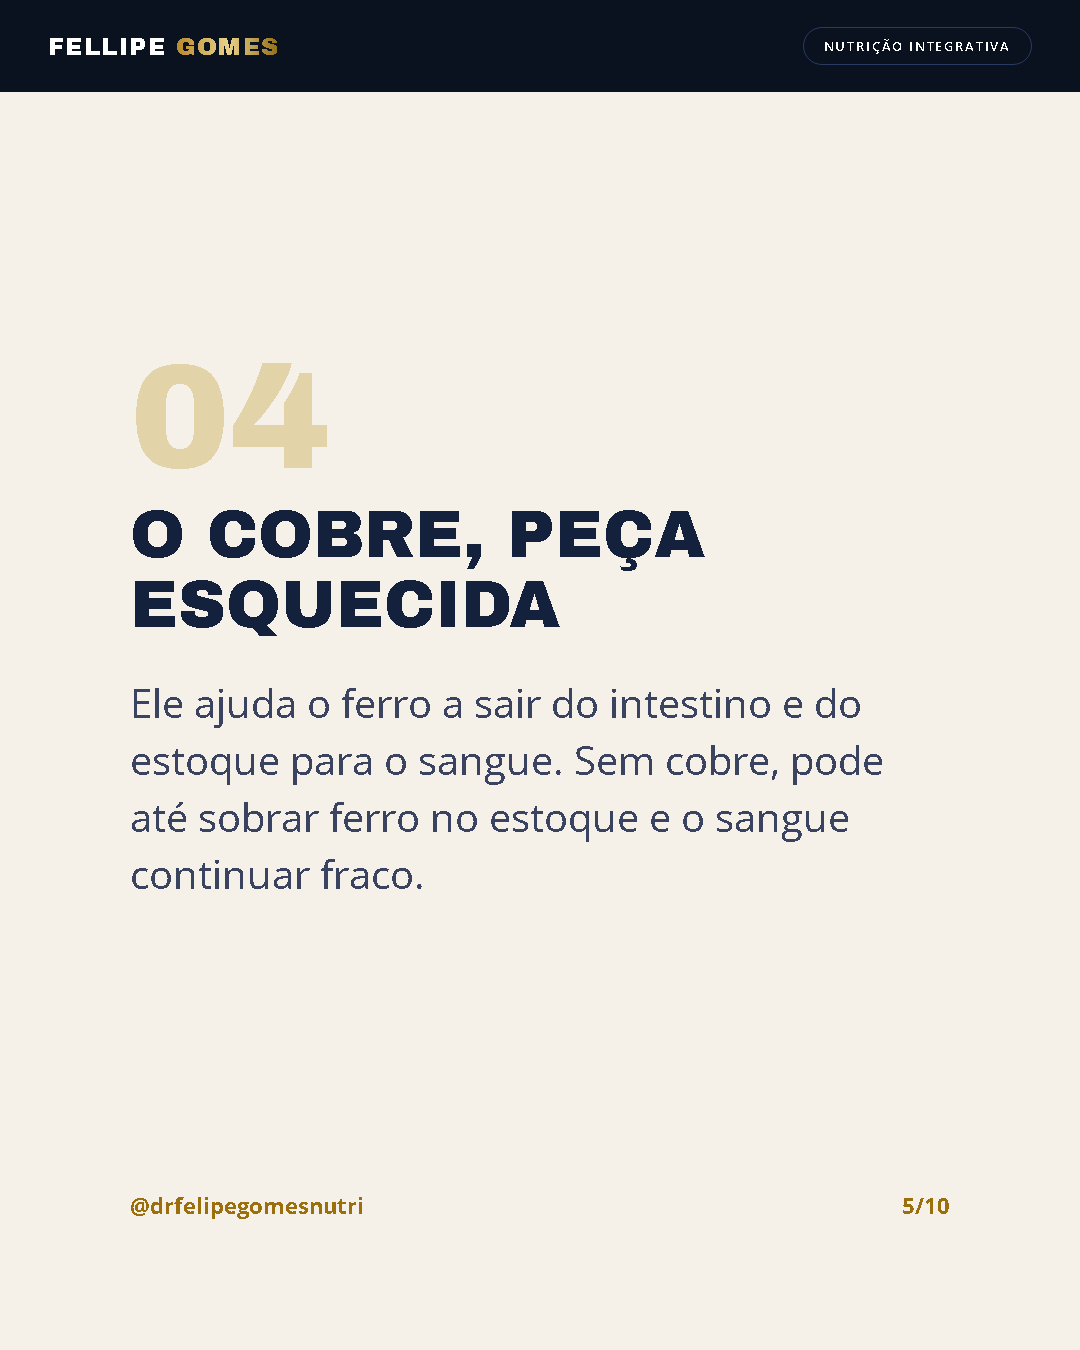 FELLIPE GOMES
NUTRIÇÃO INTEGRATIVA
04
O COBRE, PEÇA
ESQUECIDA
Ele ajuda o ferro a sair do intestino e do
estoque para o sangue. Sem cobre, pode
até sobrar ferro no estoque e o sangue
continuar fraco.
@drfelipegomesnutri
5/10